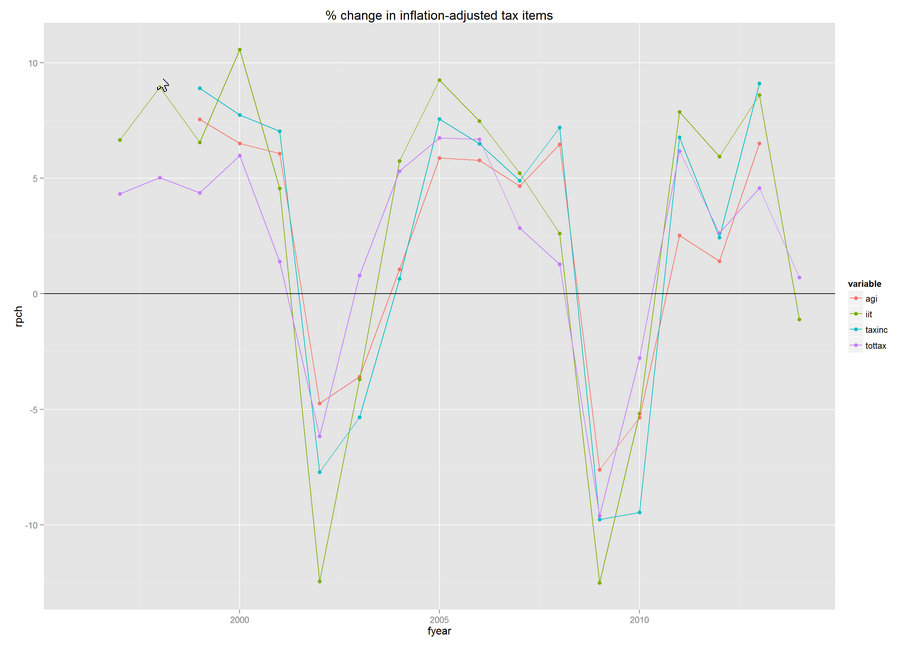 % change in inflation-adjusted tax items
10
5
0
-5
-10
rpch
2000 2005 2010
fyear
variable
agi
iit
taxinc
tottax